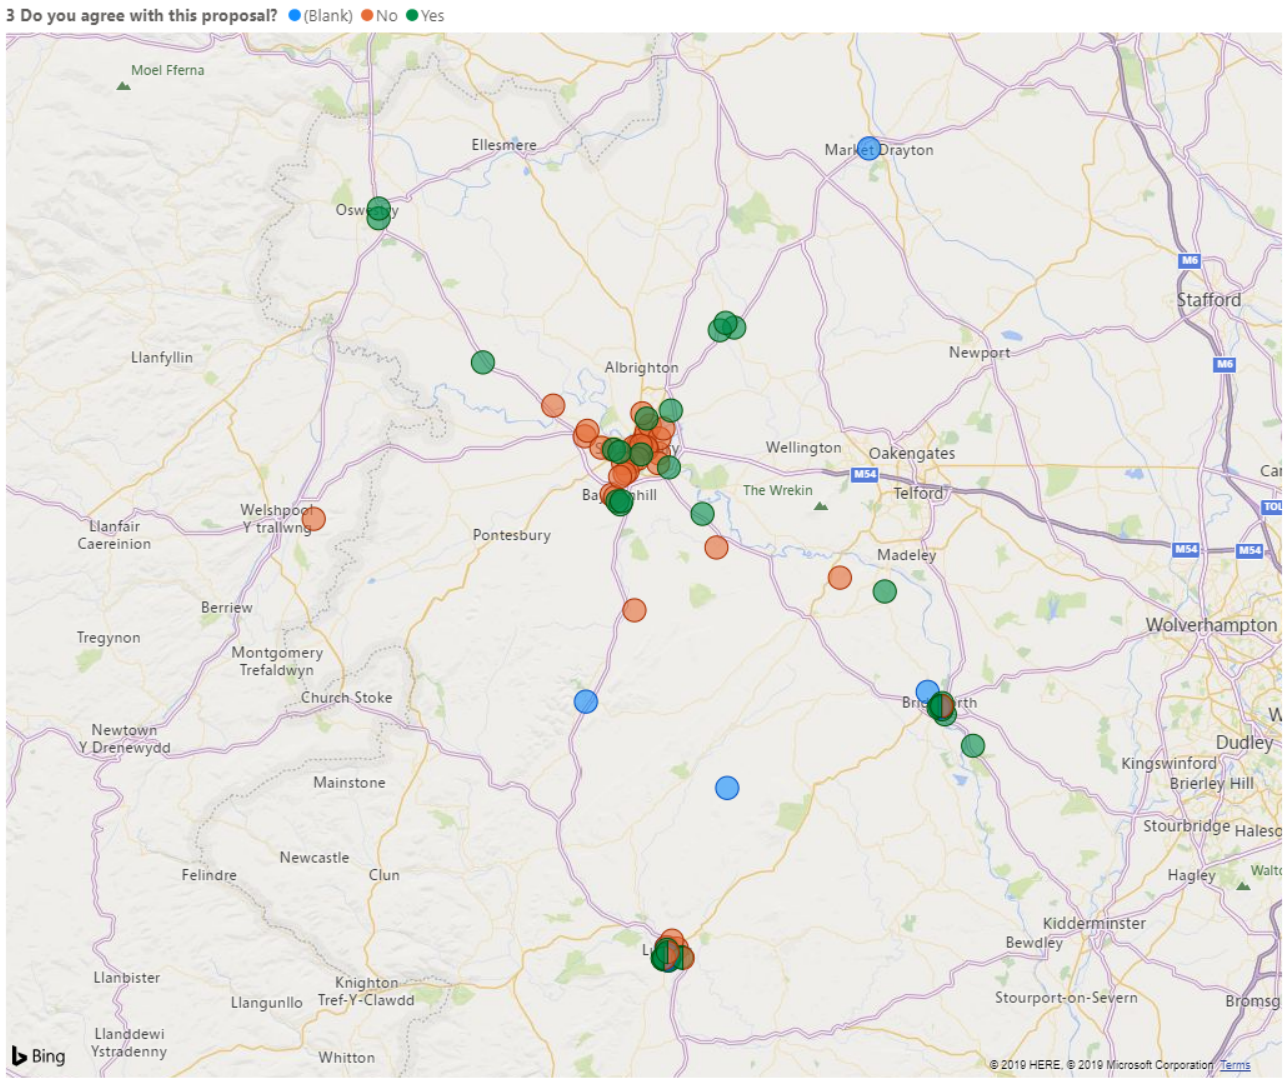 3 Do you agree with this proposal? (Blank) No Yes
Moel Fferna
Ellesmere
Market Drayton
M6
Stafford
Llanfyllin
Newport
M6
Albrighton
Wellington
Oakengates
M54
The Wrekin
Telford
Welshpool
Y trallwng
Llanfair
Caereinion
Pontesbury
M54
M54
Madeley
Berriew
Wolverhampton
Tregynon
Montgomery
Trefaldwyn
Church Stoke
Newtown
Y Drenewydd
Dudley
Kingswinford
Mainstone
Brierley Hill
Stourbridge
Newcastle
Felindre
Clun
Hagley
Kidderminster
Bewdley
Llanbister
Knighton
Tref-Y-Clawdd
Llangunllo
Stourport-on-Severn
Llanddewi
Ystradenny
Whitton
Bing
© 2019 HERE, © 2019 Microsoft Corporation Terms